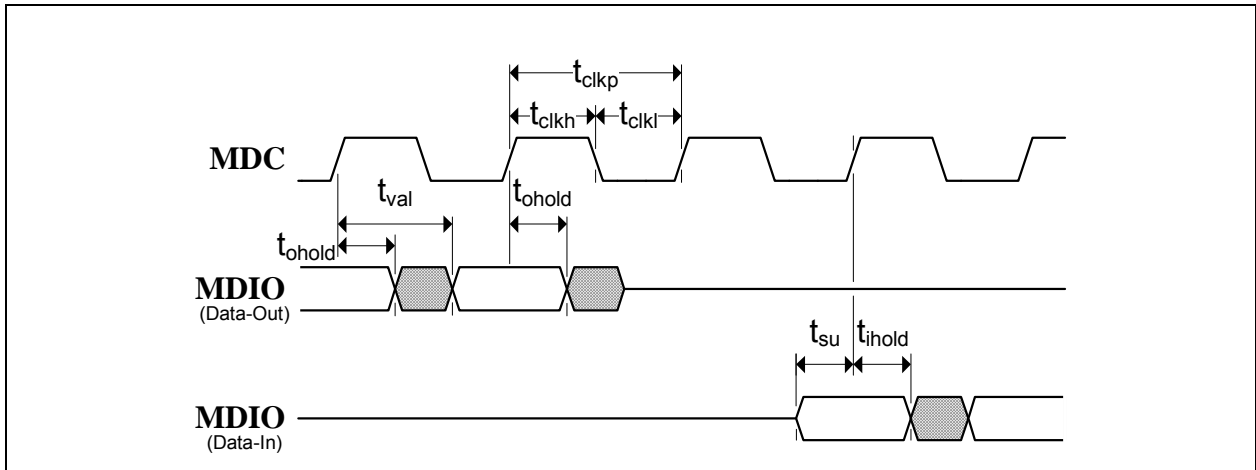 tclkp
tclkh tclkl
MDC
tval tohold
tohold
MDIO
(Data-Out)
tsu tihold
MDIO
(Data-In)